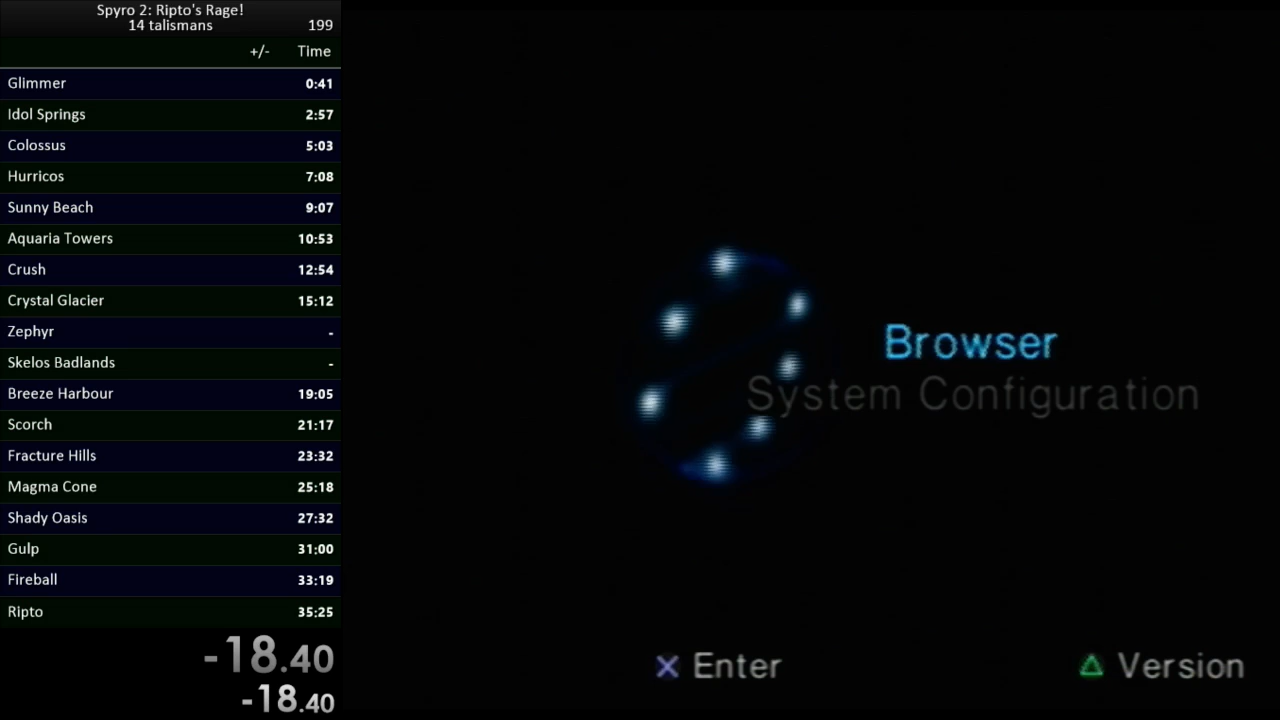 Spyro 2: Ripto's Rage!
14 talismans 199
+/- Time
Glimmer 0:41
Idol Springs 2:57
Colossus 5:03
Hurricos 7:08
Sunny Beach 9:07
Aquaria Towers 10:53
Crush 12:54
Crystal Glacier 15:12
Zephyr -
Skelos Badlands -
Breeze Harbour 19:05
Scorch 21:17
Fracture Hills 23:32
Magma Cone 25:18
Shady Oasis 27:32
Gulp 31:00
Fireball 33:19
Ripto 35:25
-18.40
-18.40
Browser
System Configuration
Enter
Version